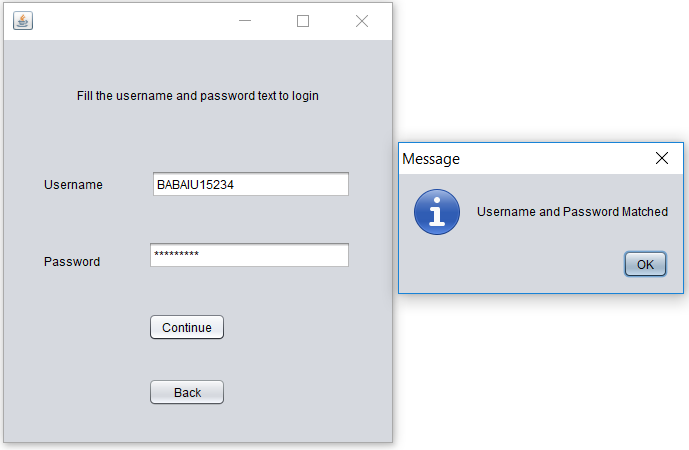 Fill the username and password text to login
Username
BABAIU15234
Password
*********
Continue
Back
Message
Username and Password Matched
OK